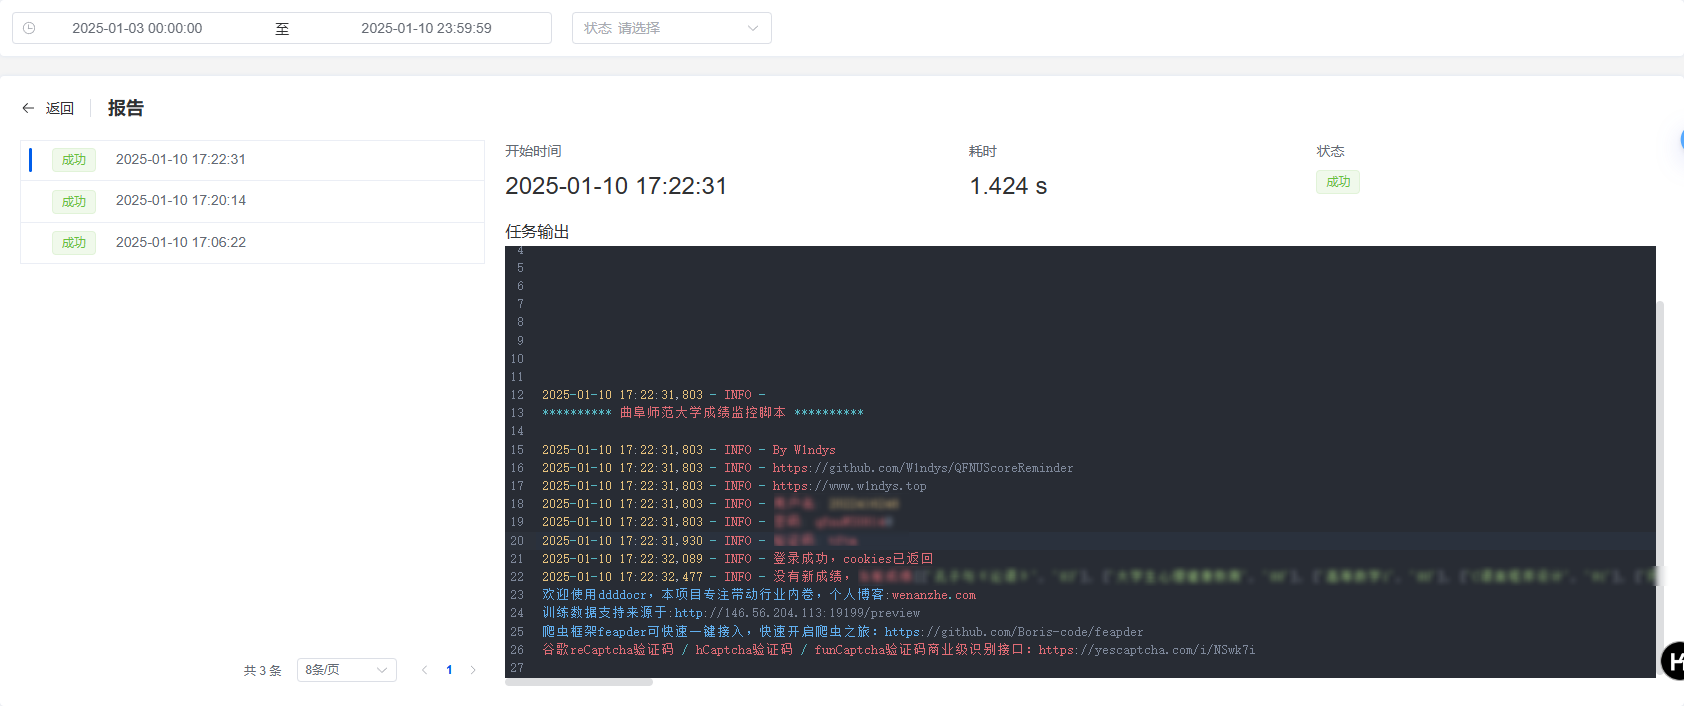 2025-01-03 00:00:00 至 2025-01-10 23:59:59 状态 请选择
返回 报告
成功 2025-01-10 17:22:31
成功 2025-01-10 17:20:14
成功 2025-01-10 17:06:22
共 3 条 8条/页 1
开始时间 耗时 状态
2025-01-10 17:22:31 1.424 s 成功
任务输出
4
5
6
7
8
9
10
11
12 2025-01-10 17:22:31,803 - INFO -
13 ********** 曲阜师范大学成绩监控脚本 **********
14
15 2025-01-10 17:22:31,803 - INFO - By W1ndys
16 2025-01-10 17:22:31,803 - INFO - https://github.com/W1ndys/QFNUScoreReminder
17 2025-01-10 17:22:31,803 - INFO - https://www.w1ndys.top
18 2025-01-10 17:22:31,803 - INFO -
19 2025-01-10 17:22:31,803 - INFO -
20 2025-01-10 17:22:31,930 - INFO -
21 2025-01-10 17:22:32,089 - INFO - 登录成功，cookies已返回
22 2025-01-10 17:22:32,477 - INFO - 没有新成绩，
23 欢迎使用ddddocr，本项目专注带动行业内卷，个人博客:wenanzhe.com
24 训练数据支持来源于:http://146.56.204.113:19199/preview
25 爬虫框架feapder可快速一键接入，快速开启爬虫之旅：https://github.com/Boris-code/feapder
26 谷歌reCaptcha验证码 / hCaptcha验证码 / funCaptcha验证码商业级识别接口：https://yescaptcha.com/i/NSwk7i
27